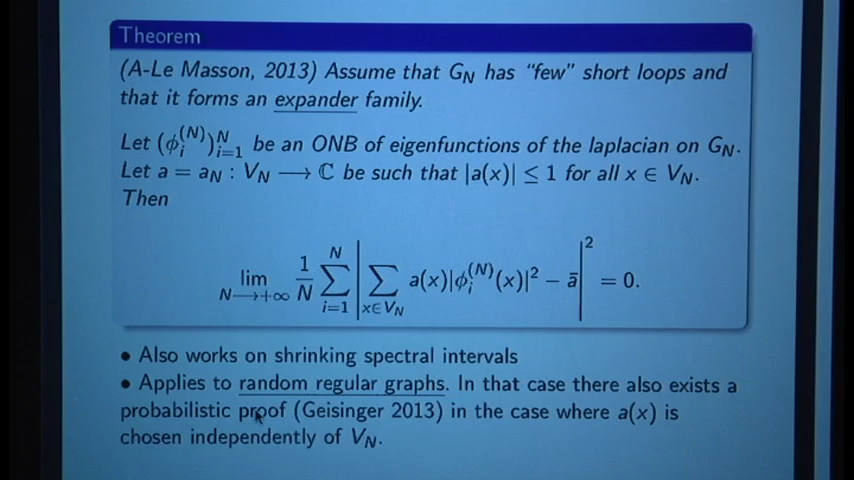 Theorem
(A-Le Masson, 2013) Assume that G_N has “few” short loops and
that it forms an expander family.
Let (ϕ_i^{(N)})_{i=1}^N be an ONB of eigenfunctions of the laplacian on G_N.
Let a = a_N : V_N ⟶ ℂ be such that |a(x)| ≤ 1 for all x ∈ V_N.
Then
lim_{N⟶+∞} 1/N ∑_{i=1}^N |∑_{x∈V_N} a(x)|ϕ_i^{(N)}(x)|^2 − ā|^2 = 0.
• Also works on shrinking spectral intervals
• Applies to random regular graphs. In that case there also exists a
probabilistic proof (Geisinger 2013) in the case where a(x) is
chosen independently of V_N.